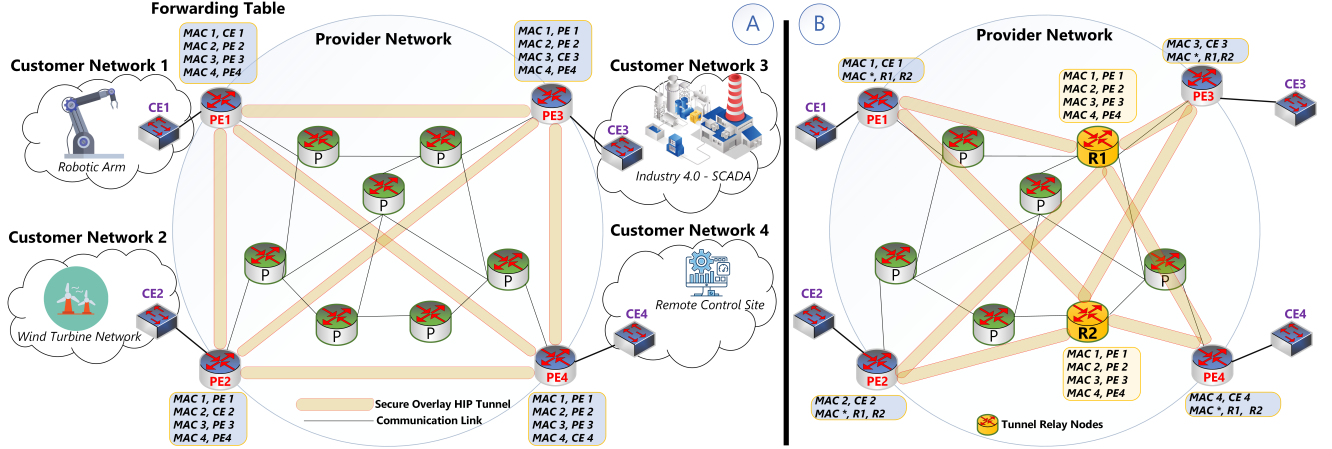 Forwarding Table
A
B
MAC 1, CE 1
MAC 2, PE 2
MAC 3, PE 3
MAC 4, PE4
Provider Network
MAC 1, PE 1
MAC 2, PE 2
MAC 3, CE 3
MAC 4, PE4
Customer Network 1
CE1
Robotic Arm
PE1
PE3
Customer Network 3
CE3
Industry 4.0 - SCADA
P
P
P
P
P
P
P
Customer Network 2
CE2
Wind Turbine Network
Customer Network 4
Remote Control Site
CE4
PE2
PE4
MAC 1, PE 1
MAC 2, CE 2
MAC 3, PE 3
MAC 4, PE4
Secure Overlay HIP Tunnel
Communication Link
MAC 1, PE 1
MAC 2, PE 2
MAC 3, PE 3
MAC 4, CE 4
Provider Network
MAC 1, CE 1
MAC *, R1, R2
MAC 1, PE 1
MAC 2, PE 2
MAC 3, PE 3
MAC 4, PE4
MAC 3, CE 3
MAC *, R1,R2
CE1
PE1
PE3
CE3
P
R1
P
P
P
P
R2
CE2
PE2
PE4
CE4
MAC 1, PE 1
MAC 2, PE 2
MAC 3, PE 3
MAC 4, PE4
MAC 2, CE 2
MAC *, R1, R2
MAC 4, CE 4
MAC *, R1,  R2
Tunnel Relay Nodes